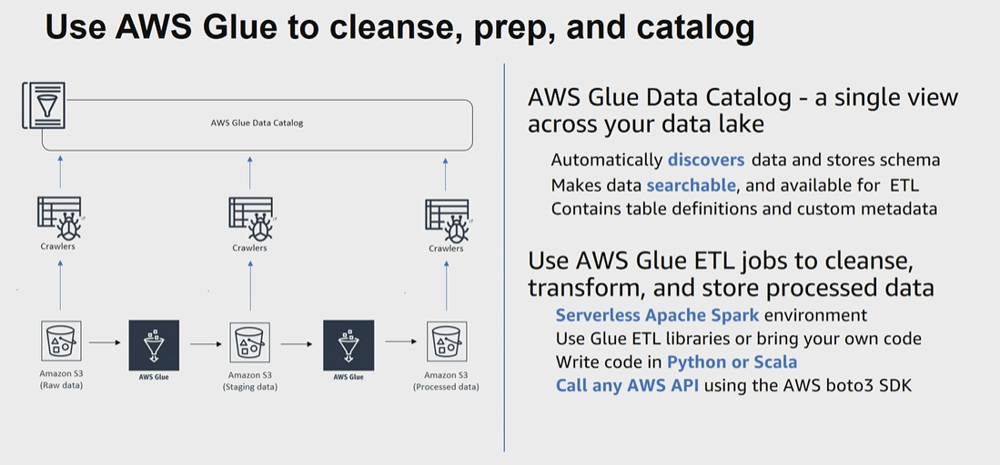 Use AWS Glue to cleanse, prep, and catalog
AWS Glue Data Catalog
Crawlers
Crawlers
Crawlers
Amazon S3
(Raw data)
AWS Glue
Amazon S3
(Staging data)
AWS Glue
Amazon S3
(Processed data)
AWS Glue Data Catalog - a single view
across your data lake
Automatically discovers data and stores schema
Makes data searchable, and available for ETL
Contains table definitions and custom metadata
Use AWS Glue ETL jobs to cleanse,
transform, and store processed data
Serverless Apache Spark environment
Use Glue ETL libraries or bring your own code
Write code in Python or Scala
Call any AWS API using the AWS boto3 SDK